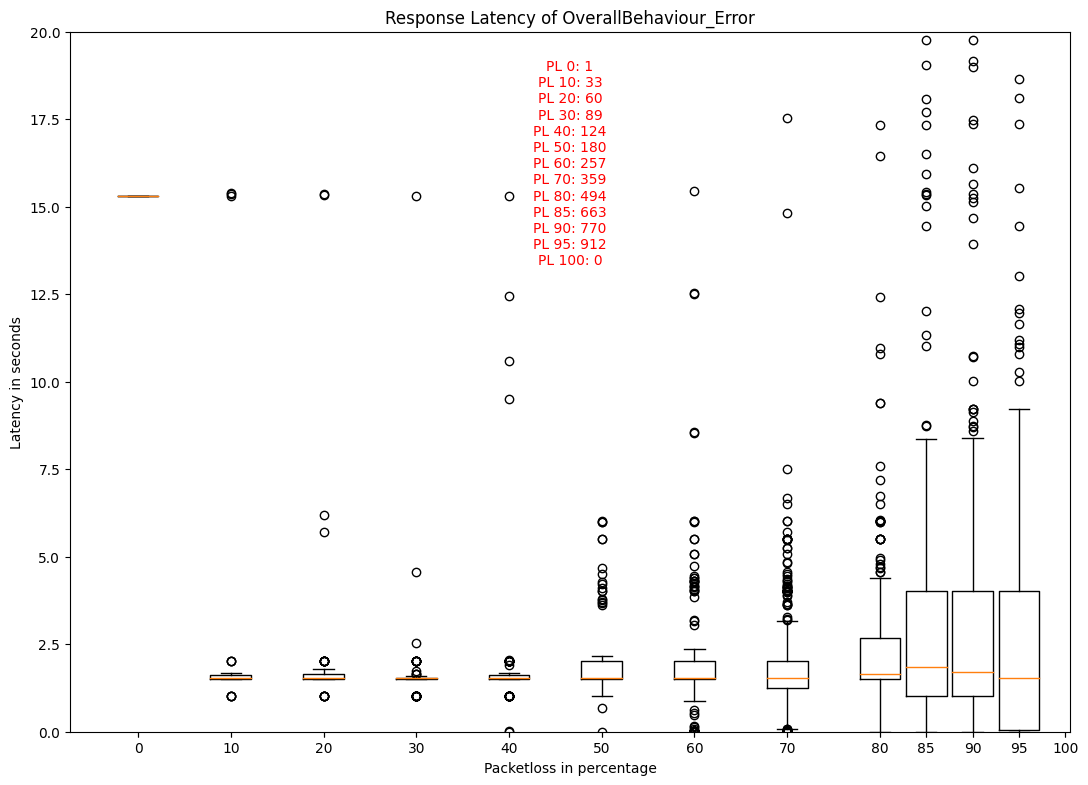 Response Latency of OverallBehaviour_Error
20.0
17.5
15.0
12.5
10.0
7.5
5.0
2.5
0.0
Latency in seconds
PL 0: 1
PL 10: 33
PL 20: 60
PL 30: 89
PL 40: 124
PL 50: 180
PL 60: 257
PL 70: 359
PL 80: 494
PL 85: 663
PL 90: 770
PL 95: 912
PL 100: 0
0 10 20 30 40 50 60 70 80 85 90 95 100
Packetloss in percentage